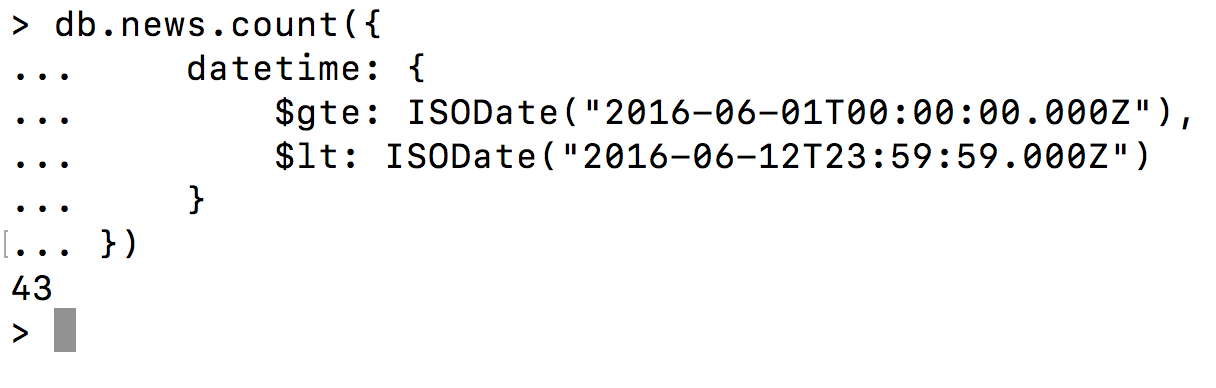 > db.news.count({
...     datetime: {
...         $gte: ISODate("2016-06-01T00:00:00.000Z"),
...         $lt: ISODate("2016-06-12T23:59:59.000Z")
...     }
[... })
43
>